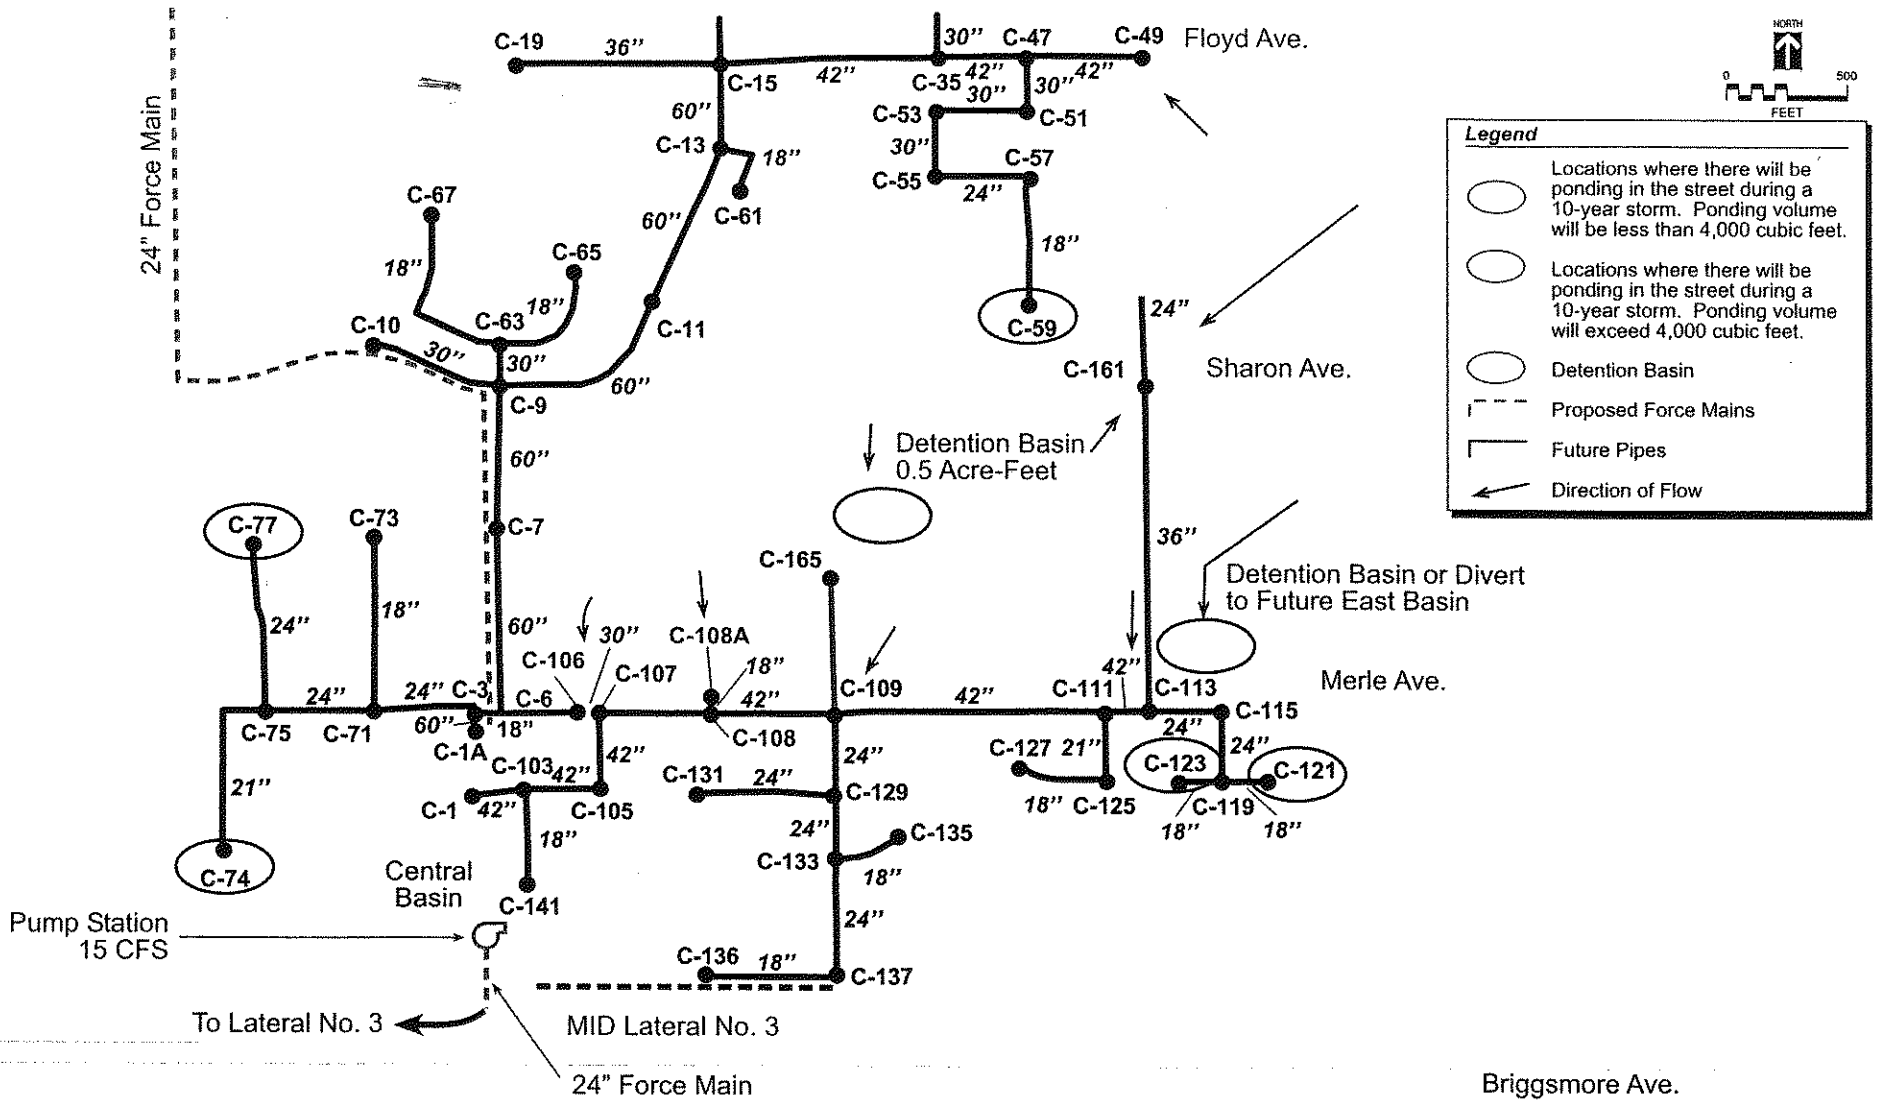 NORTH
0 500
FEET
C-19
36”
30”
C-47
C-49
Floyd Ave.
C-15
42”
C-35
42”
30”
42”
60”
C-53
30”
C-51
24” Force Main
C-13
18”
30”
C-57
C-55
24”
C-61
C-67
60”
18”
C-65
18”
18”
C-10
C-63
C-11
C-59
24”
30”
30”
60”
C-161
Sharon Ave.
C-9
Detention Basin
0.5 Acre-Feet
60”
C-77
C-73
C-7
36”
C-165
Detention Basin or Divert
to Future East Basin
24”
18”
60”
30”
C-108A
C-106
C-107
18”
42”
24”
24”
C-3
C-6
42”
C-109
42”
C-111
C-113
Merle Ave.
C-75
C-71
60”
18”
C-108
C-115
C-1A
24”
42”
24”
C-127
21”
24”
C-103
42”
C-131
24”
C-123
C-121
21”
C-1
42”
C-105
C-129
18”
C-125
C-119
18”
18”
18”
24”
C-135
C-133
18”
C-74
Central
Basin
C-141
24”
Pump Station
15 CFS
C-136
18”
C-137
To Lateral No. 3
MID Lateral No. 3
24” Force Main
Briggsmore Ave.
Legend
Locations where there will be
ponding in the street during a
10-year storm. Ponding volume
will be less than 4,000 cubic feet.
Locations where there will be
ponding in the street during a
10-year storm. Ponding volume
will exceed 4,000 cubic feet.
Detention Basin
Proposed Force Mains
Future Pipes
Direction of Flow